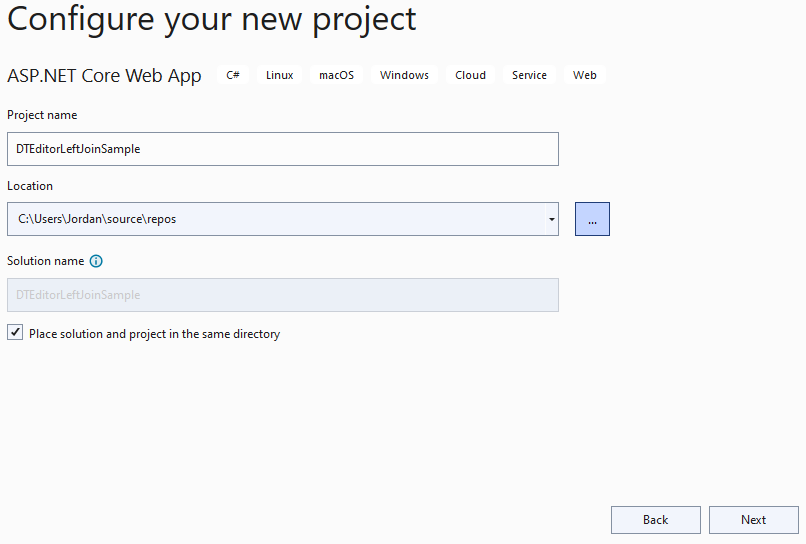 Configure your new project
ASP.NET Core Web App C# Linux macOS Windows Cloud Service Web
Project name
DTEditorLeftJoinSample
Location
C:\Users\Jordan\source\repos
...
Solution name
DTEditorLeftJoinSample
Place solution and project in the same directory
Back Next